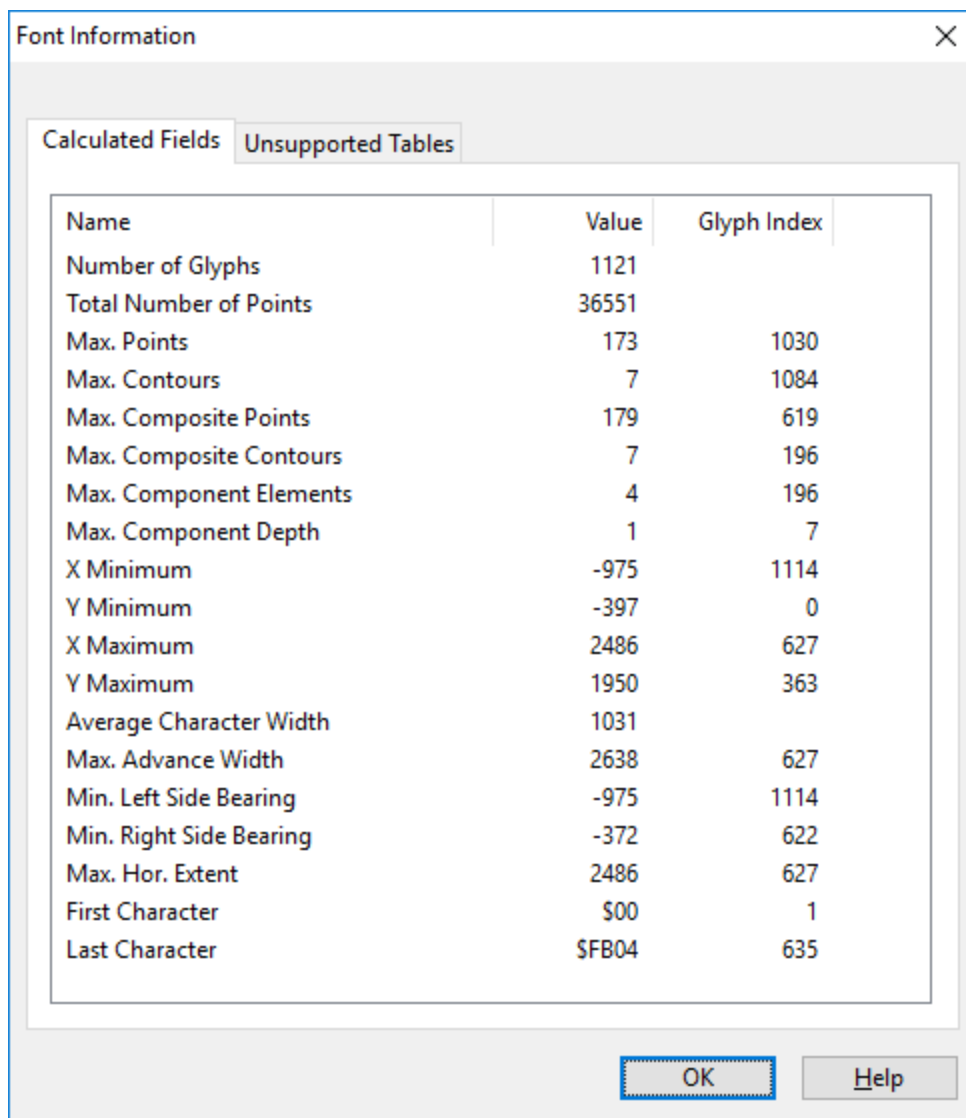 Font Information
Calculated Fields Unsupported Tables
Name Value Glyph Index
Number of Glyphs 1121
Total Number of Points 36551
Max. Points 173 1030
Max. Contours 7 1084
Max. Composite Points 179 619
Max. Composite Contours 7 196
Max. Component Elements 4 196
Max. Component Depth 1 7
X Minimum -975 1114
Y Minimum -397 0
X Maximum 2486 627
Y Maximum 1950 363
Average Character Width 1031
Max. Advance Width 2638 627
Min. Left Side Bearing -975 1114
Min. Right Side Bearing -372 622
Max. Hor. Extent 2486 627
First Character $00 1
Last Character $FB04 635
OK Help